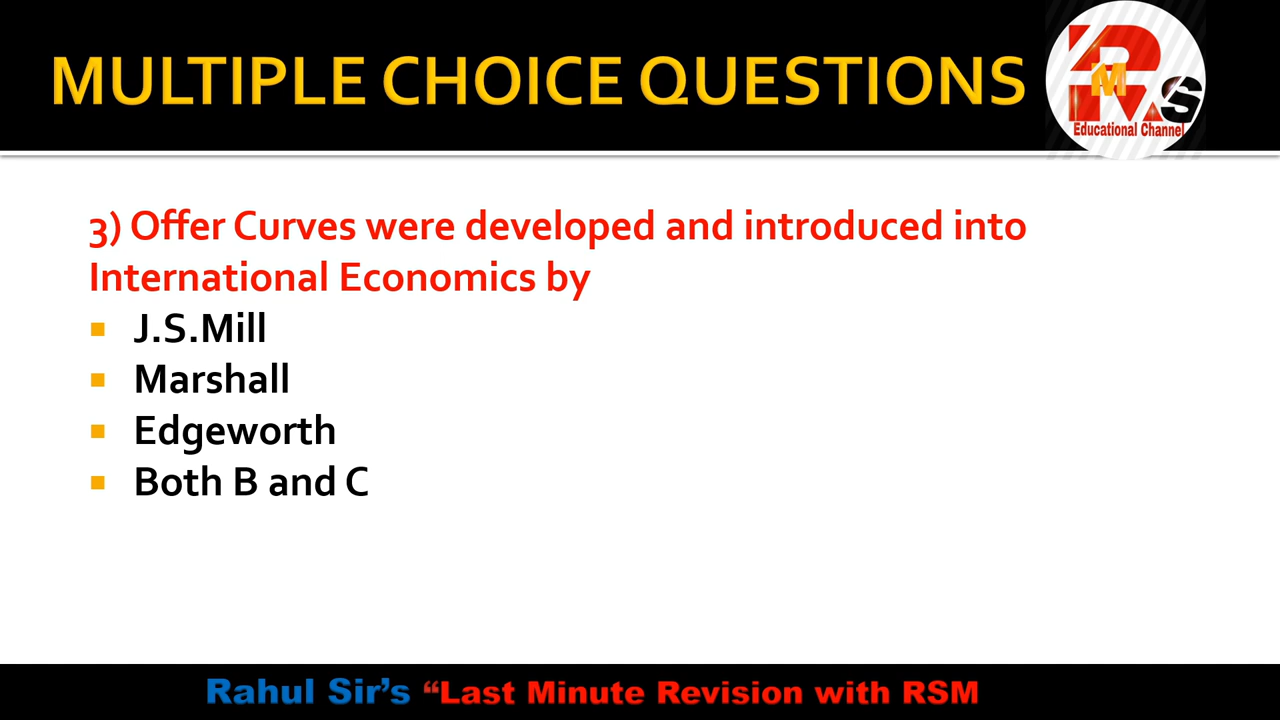 MULTIPLE CHOICE QUESTIONS
RMS
Educational Channel
3) Offer Curves were developed and introduced into
International Economics by
▪ J.S.Mill
▪ Marshall
▪ Edgeworth
▪ Both B and C
Rahul Sir’s “Last Minute Revision with RSM